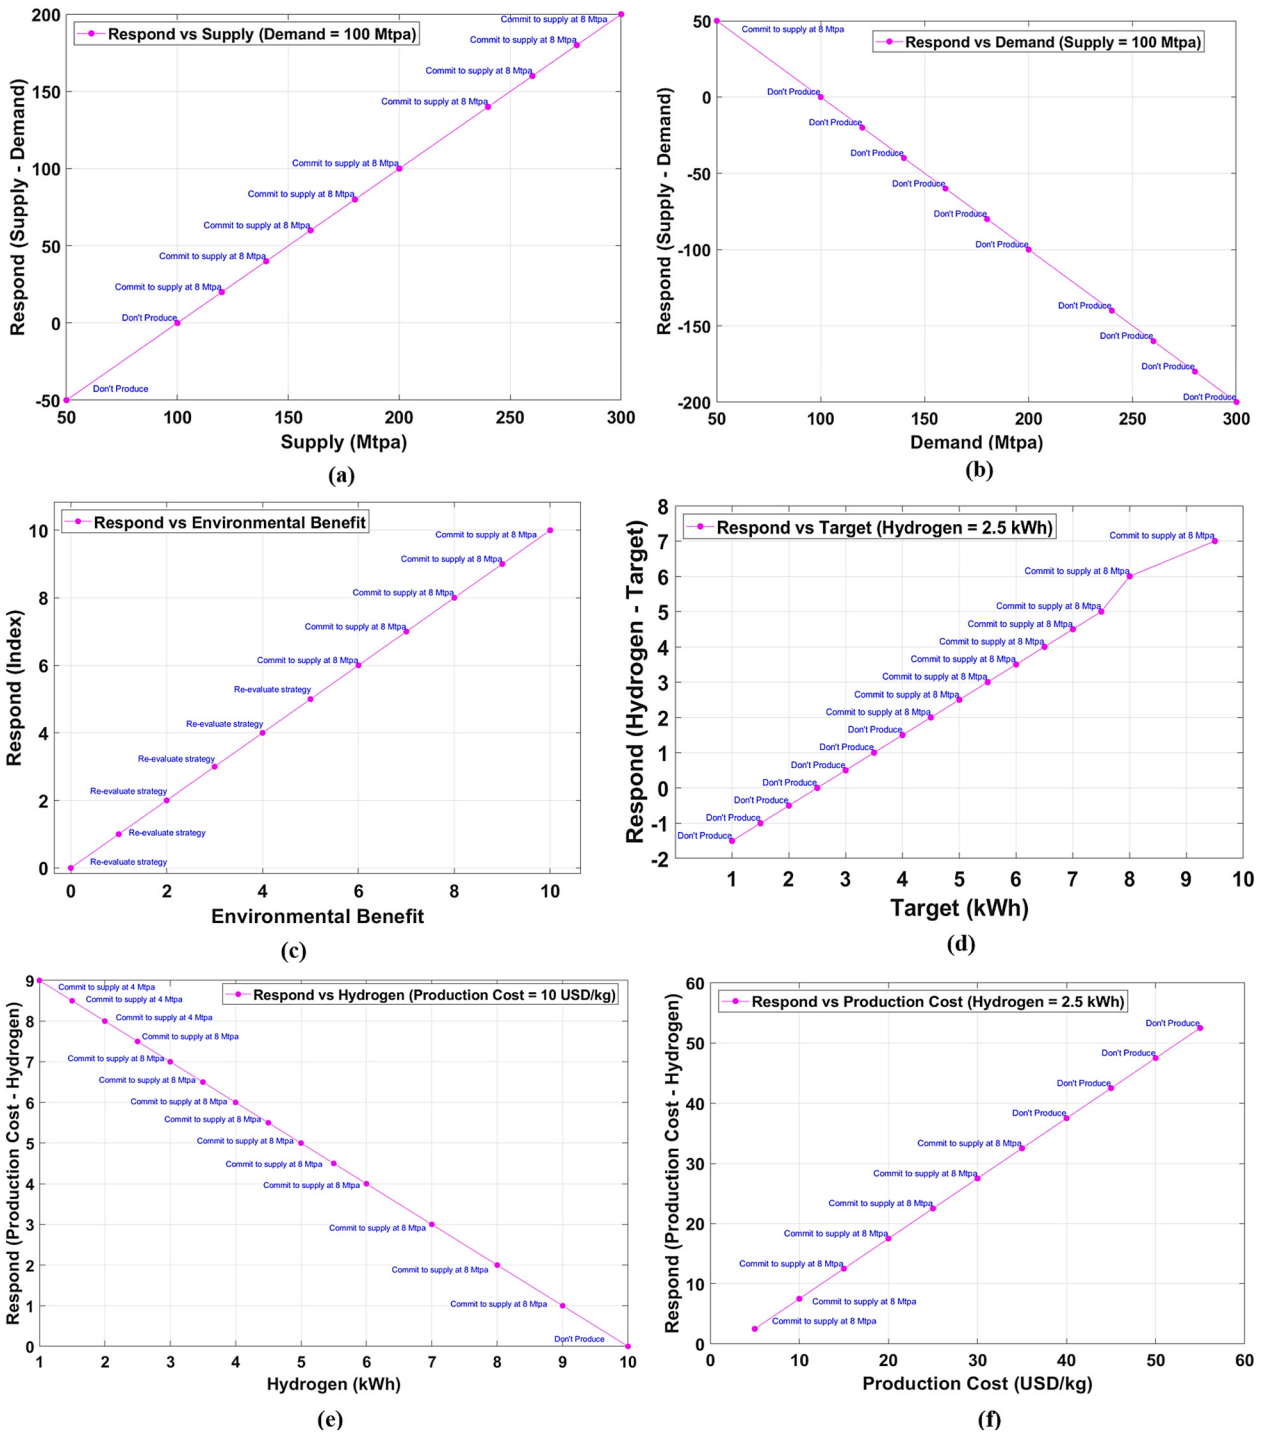 200
150
100
50
0
-50
50
100
150
200
250
300
Respond (Supply - Demand)
Supply (Mtpa)
Respond vs Supply (Demand = 100 Mtpa)
Commit to supply at 8 Mtpa
Commit to supply at 8 Mtpa
Commit to supply at 8 Mtpa
Commit to supply at 8 Mtpa
Commit to supply at 8 Mtpa
Commit to supply at 8 Mtpa
Commit to supply at 8 Mtpa
Commit to supply at 8 Mtpa
Commit to supply at 8 Mtpa
Don't Produce
Don't Produce
(a)
50
0
-50
-100
-150
-200
50
100
150
200
250
300
Respond (Supply - Demand)
Demand (Mtpa)
Respond vs Demand (Supply = 100 Mtpa)
Commit to supply at 8 Mtpa
Don't Produce
Don't Produce
Don't Produce
Don't Produce
Don't Produce
Don't Produce
Don't Produce
Don't Produce
Don't Produce
Don't Produce
(b)
10
8
6
4
2
0
0
2
4
6
8
10
Respond (Index)
Environmental Benefit
Respond vs Environmental Benefit
Commit to supply at 8 Mtpa
Commit to supply at 8 Mtpa
Commit to supply at 8 Mtpa
Commit to supply at 8 Mtpa
Commit to supply at 8 Mtpa
Re-evaluate strategy
Re-evaluate strategy
Re-evaluate strategy
Re-evaluate strategy
Re-evaluate strategy
Re-evaluate strategy
(c)
8
7
6
5
4
3
2
1
0
-1
-2
1
2
3
4
5
6
7
8
9
10
Respond (Hydrogen - Target)
Target (kWh)
Respond vs Target (Hydrogen = 2.5 kWh)
Commit to supply at 8 Mtpa
Commit to supply at 8 Mtpa
Commit to supply at 8 Mtpa
Commit to supply at 8 Mtpa
Commit to supply at 8 Mtpa
Commit to supply at 8 Mtpa
Commit to supply at 8 Mtpa
Commit to supply at 8 Mtpa
Commit to supply at 8 Mtpa
Don't Produce
Don't Produce
Don't Produce
Don't Produce
Don't Produce
Don't Produce
Don't Produce
(d)
9
8
7
6
5
4
3
2
1
0
1
2
3
4
5
6
7
8
9
10
Respond (Production Cost - Hydrogen)
Hydrogen (kWh)
Respond vs Hydrogen (Production Cost = 10 USD/kg)
Commit to supply at 4 Mtpa
Commit to supply at 4 Mtpa
Commit to supply at 4 Mtpa
Commit to supply at 8 Mtpa
Commit to supply at 8 Mtpa
Commit to supply at 8 Mtpa
Commit to supply at 8 Mtpa
Commit to supply at 8 Mtpa
Commit to supply at 8 Mtpa
Commit to supply at 8 Mtpa
Commit to supply at 8 Mtpa
Commit to supply at 8 Mtpa
Commit to supply at 8 Mtpa
Commit to supply at 8 Mtpa
Don't Produce
(e)
60
50
40
30
20
10
0
0
10
20
30
40
50
60
Respond (Production Cost - Hydrogen)
Production Cost (USD/kg)
Respond vs Production Cost (Hydrogen = 2.5 kWh)
Don't Produce
Don't Produce
Don't Produce
Don't Produce
Commit to supply at 8 Mtpa
Commit to supply at 8 Mtpa
Commit to supply at 8 Mtpa
Commit to supply at 8 Mtpa
Commit to supply at 8 Mtpa
Commit to supply at 8 Mtpa
Commit to supply at 8 Mtpa
(f)